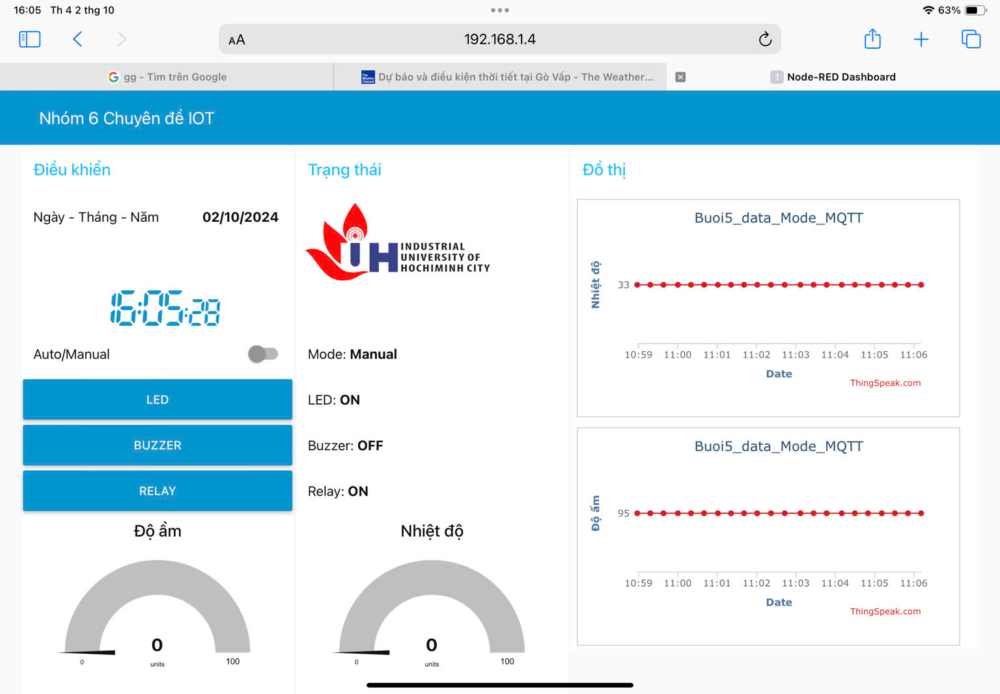 16:05 Th 4 2 thg 10
63%
AA
192.168.1.4
gg - Tìm trên Google
The Weather Channel
Dự báo và điều kiện thời tiết tại Gò Vấp - The Weather...
1
Node-RED Dashboard
Nhóm 6 Chuyên đề IOT
Điều khiển
Ngày - Tháng - Năm 02/10/2024
16:05:28
Auto/Manual
LED
BUZZER
RELAY
Độ ẩm
0
units
0
100
Trạng thái
IUH
INDUSTRIAL
UNIVERSITY OF
HOCHIMINH CITY
Mode: Manual
LED: ON
Buzzer: OFF
Relay: ON
Nhiệt độ
0
units
0
100
Đồ thị
Buoi5_data_Mode_MQTT
Nhiệt độ
33
10:59 11:00 11:01 11:02 11:03 11:04 11:05 11:06
Date
ThingSpeak.com
Buoi5_data_Mode_MQTT
Độ ẩm
95
10:59 11:00 11:01 11:02 11:03 11:04 11:05 11:06
Date
ThingSpeak.com